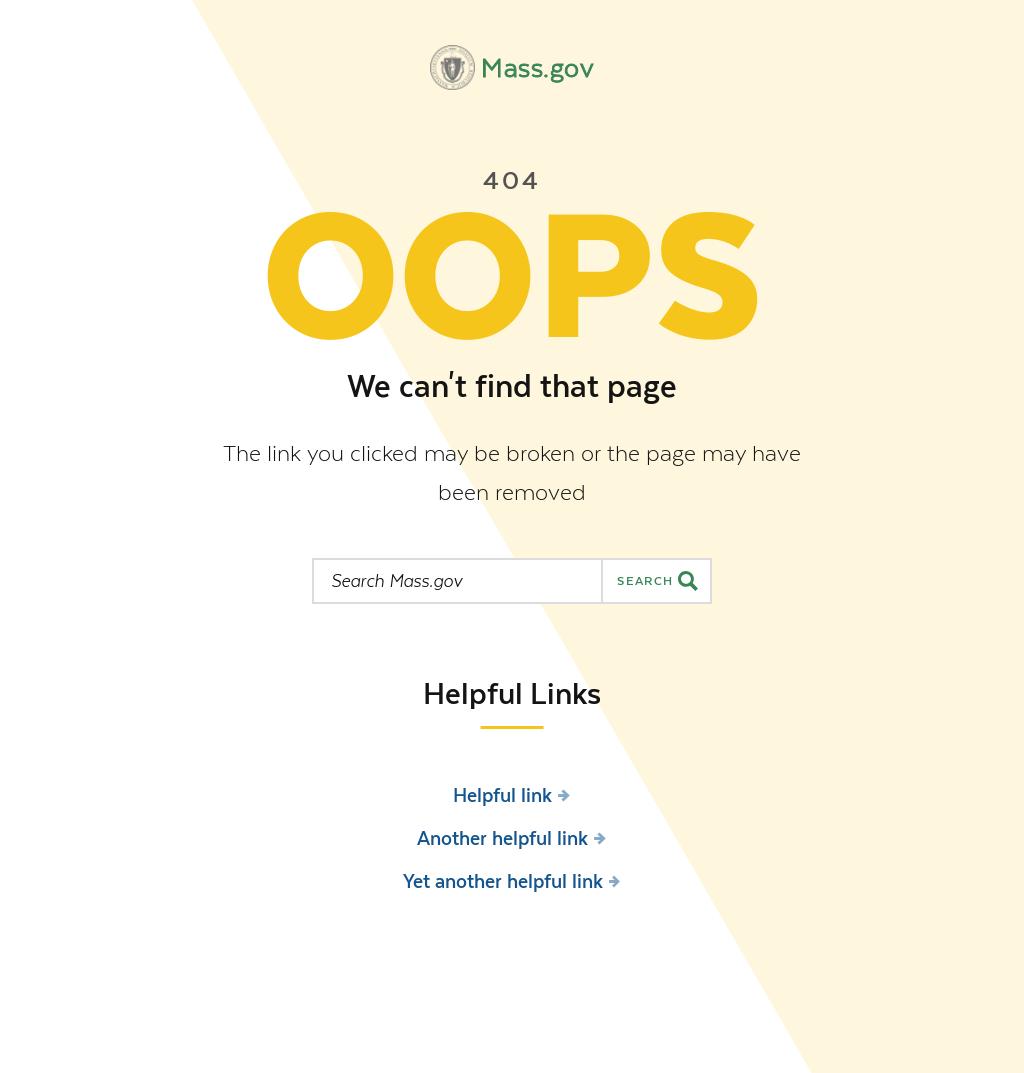 Mass.gov
404
OOPS
We can't find that page
The link you clicked may be broken or the page may have
been removed
Search Mass.gov SEARCH
Helpful Links
Helpful link
Another helpful link
Yet another helpful link